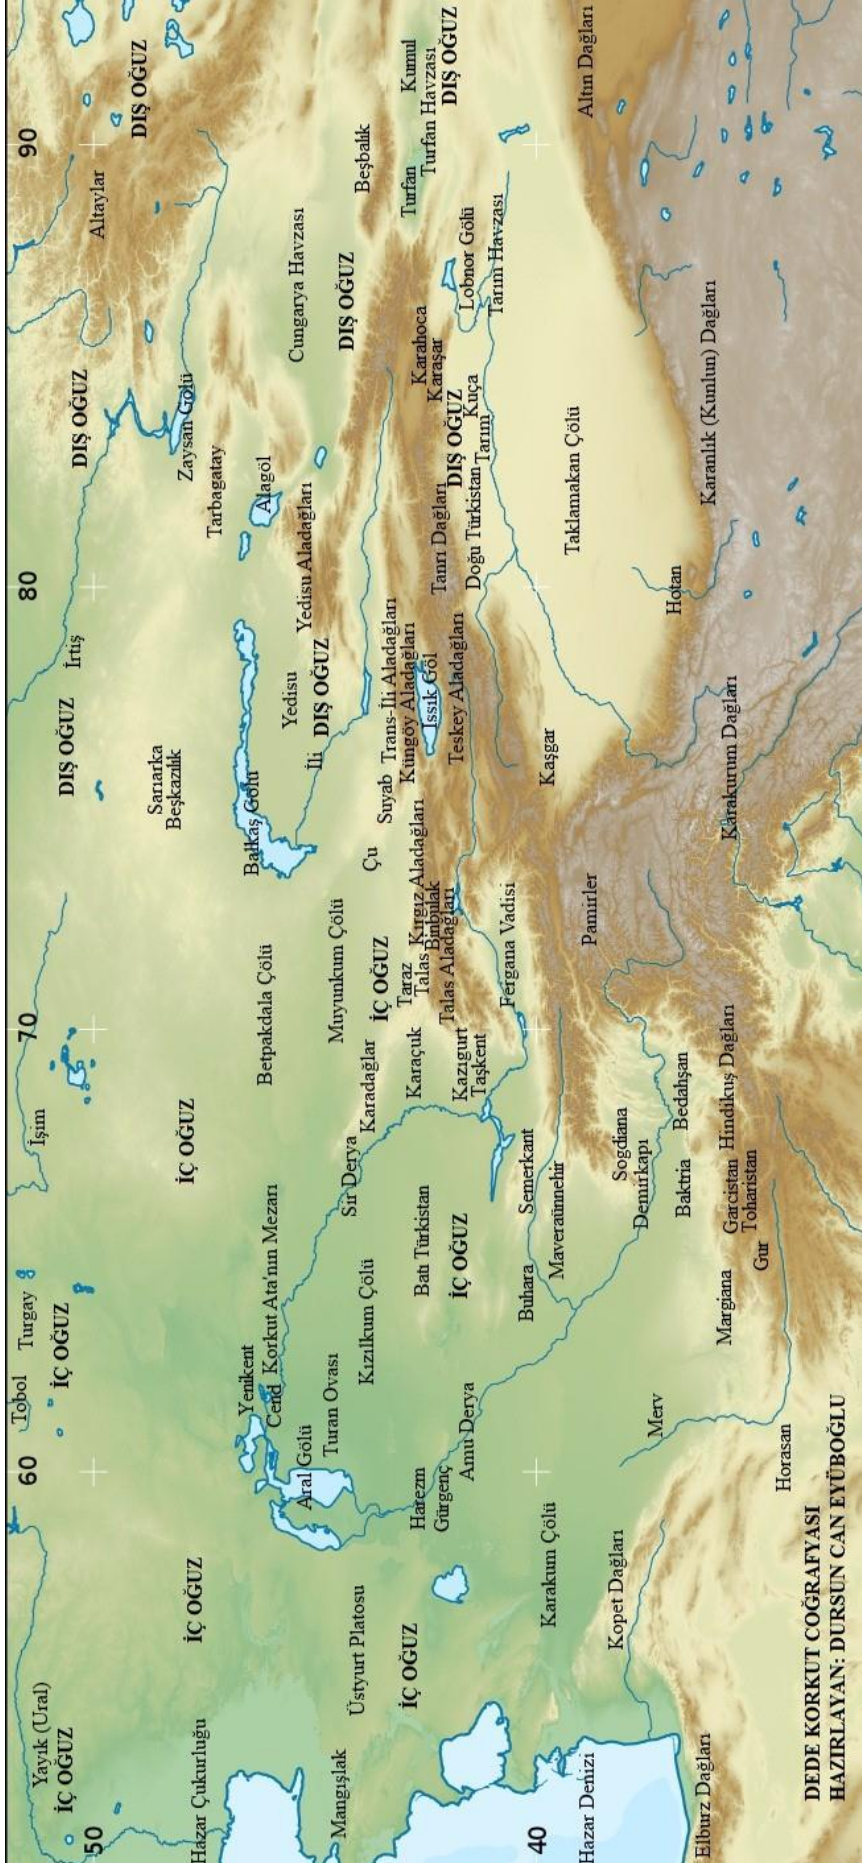 50
60
70
80
90
40
Yayık (Ural)
İÇ OĞUZ
Tobol
Turgay
İÇ OĞUZ
İşim
İrtiş
DIŞ OĞUZ
DIŞ OĞUZ
Altaylar
DIŞ OĞUZ
Hazar Çukurluğu
İÇ OĞUZ
İÇ OĞUZ
Sarıarka
Beşkazılık
Zaysan Gölü
Tarbagatay
Yenikent
Cend
Korkut Ata'nın Mezarı
Betpakdala Çölü
Balkaş Gölü
Alagöl
Aral Gölü
Turan Ovası
Yedisu
Yedisu Aladağları
Cungarya Havzası
Mangışlak
Üstyurt Platosu
Kızılkum Çölü
Sır Derya
Karadağlar
Muyunkum Çölü
İli
DIŞ OĞUZ
DIŞ OĞUZ
Beşbalık
İÇ OĞUZ
Çu
Suyab
Trans-İli Aladağları
Küngöy Aladağları
Issık Göl
Teskey Aladağları
İÇ OĞUZ
Harezm
Gürgenç
Amu Derya
Batı Türkistan
İÇ OĞUZ
Karaçuk
Kazıgurt
Taşkent
Taraz
Talas
Kırgız Aladağları
Binbulak
Talas Aladağları
Tanrı Dağları
DIŞ OĞUZ
Doğu Türkistan
Tarım
Kuça
Karahoca
Karaşar
Turfan
Turfan Havzası
Kumul
DIŞ OĞUZ
Lobnor Gölü
Tarım Havzası
Karakum Çölü
Buhara
Semerkant
Maveraünnehir
Fergana Vadisi
Kaşgar
Taklamakan Çölü
Altın Dağları
Hazar Denizi
Kopet Dağları
Merv
Sogdiana
Demirkapı
Pamirler
Baktria
Bedahşan
Hotan
Karanlık (Kunlun) Dağları
Elburz Dağları
Margiana
Garcistan
Toharistan
Gur
Hındikuş Dağları
Karakurum Dağları
Horasan
DEDE KORKUT COĞRAFYASI
HAZIRLAYAN: DURSUN CAN EYÜBOĞLU